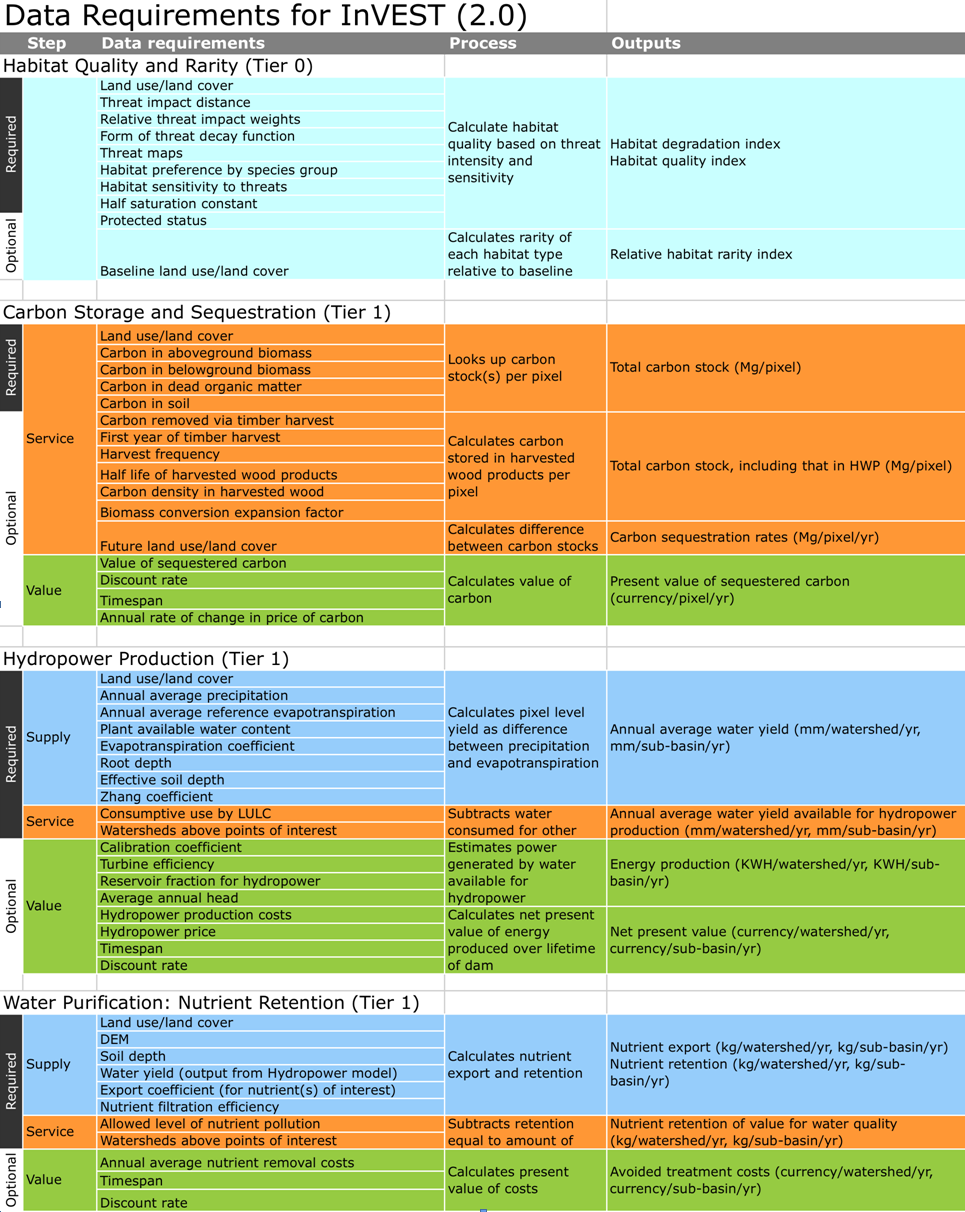 Data Requirements for InVEST (2.0)
Step Data requirements Process Outputs
Habitat Quality and Rarity (Tier 0)
Required
Land use/land cover
Threat impact distance
Relative threat impact weights
Form of threat decay function
Threat maps
Habitat preference by species group
Habitat sensitivity to threats
Half saturation constant
Protected status
Calculate habitat
quality based on threat
intensity and
sensitivity
Habitat degradation index
Habitat quality index
Optional
Baseline land use/land cover
Calculates rarity of
each habitat type
relative to baseline
Relative habitat rarity index
Carbon Storage and Sequestration (Tier 1)
Required
Service
Land use/land cover
Carbon in aboveground biomass
Carbon in belowground biomass
Carbon in dead organic matter
Carbon in soil
Looks up carbon
stock(s) per pixel
Total carbon stock (Mg/pixel)
Optional
Carbon removed via timber harvest
First year of timber harvest
Harvest frequency
Half life of harvested wood products
Carbon density in harvested wood
Biomass conversion expansion factor
Calculates carbon
stored in harvested
wood products per
pixel
Total carbon stock, including that in HWP (Mg/pixel)
Future land use/land cover
Calculates difference
between carbon stocks
Carbon sequestration rates (Mg/pixel/yr)
Value
Value of sequestered carbon
Discount rate
Timespan
Annual rate of change in price of carbon
Calculates value of
carbon
Present value of sequestered carbon
(currency/pixel/yr)
Hydropower Production (Tier 1)
Required
Supply
Land use/land cover
Annual average precipitation
Annual average reference evapotranspiration
Plant available water content
Evapotranspiration coefficient
Root depth
Effective soil depth
Zhang coefficient
Calculates pixel level
yield as difference
between precipitation
and evapotranspiration
Annual average water yield (mm/watershed/yr,
mm/sub-basin/yr)
Service
Consumptive use by LULC
Watersheds above points of interest
Subtracts water
consumed for other
Annual average water yield available for hydropower
production (mm/watershed/yr, mm/sub-basin/yr)
Optional
Value
Calibration coefficient
Turbine efficiency
Reservoir fraction for hydropower
Average annual head
Estimates power
generated by water
available for
hydropower
Energy production (KWH/watershed/yr, KWH/sub-
basin/yr)
Hydropower production costs
Hydropower price
Timespan
Discount rate
Calculates net present
value of energy
produced over lifetime
of dam
Net present value (currency/watershed/yr,
currency/sub-basin/yr)
Water Purification: Nutrient Retention (Tier 1)
Required
Supply
Land use/land cover
DEM
Soil depth
Water yield (output from Hydropower model)
Export coefficient (for nutrient(s) of interest)
Nutrient filtration efficiency
Calculates nutrient
export and retention
Nutrient export (kg/watershed/yr, kg/sub-basin/yr)
Nutrient retention (kg/watershed/yr, kg/sub-
basin/yr)
Service
Allowed level of nutrient pollution
Watersheds above points of interest
Subtracts retention
equal to amount of
Nutrient retention of value for water quality
(kg/watershed/yr, kg/sub-basin/yr)
Optional
Value
Annual average nutrient removal costs
Timespan
Discount rate
Calculates present
value of costs
Avoided treatment costs (currency/watershed/yr,
currency/sub-basin/yr)